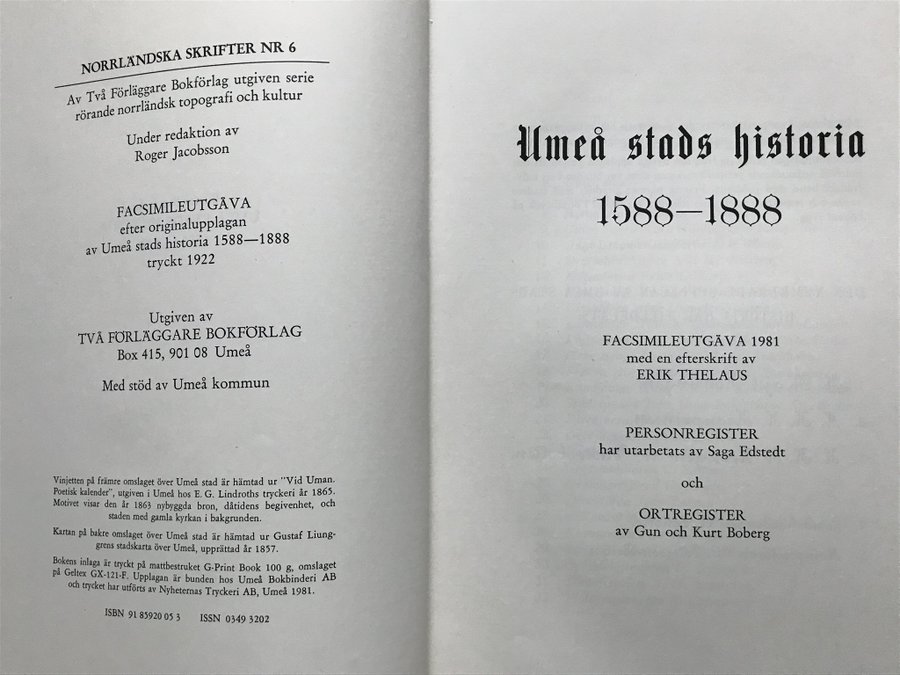 NORRLÄNDSKA SKRIFTER NR 6
Av Två Förläggare Bokförlag utgiven serie
rörande norrländsk topografi och kultur
Under redaktion av
Roger Jacobsson
FACSIMILEUTGÅVA
efter originalupplagan
av Umeå stads historia 1588—1888
tryckt 1922
Utgiven av
TVÅ FÖRLÄGGARE BOKFÖRLAG
Box 415, 901 08 Umeå
Med stöd av Umeå kommun
Vinjetten på främre omslaget över Umeå stad är hämtad ur "Vid Uman.
Poetisk kalender", utgiven i Umeå hos E. G. Lindroths tryckeri år 1865.
Motivet visar den år 1863 nybyggda bron, dåtidens begivenhet, och
staden med gamla kyrkan i bakgrunden.
Kartan på bakre omslaget över Umeå stad är hämtad ur Gustaf Liung-
grens stadskarta över Umeå, upprättad år 1857.
Bokens inlaga är tryckt på mattbestruket G-Print Book 100 g, omslaget
på Geltex GX-121-F. Upplagan är bunden hos Umeå Bokbinderi AB
och trycket har utförts av Nyheternas Tryckeri AB, Umeå 1981.
ISBN 91 85920 05 3 ISSN 0349 3202
Umeå stads historia
1588—1888
FACSIMILEUTGÅVA 1981
med en efterskrift av
ERIK THELAUS
PERSONREGISTER
har utarbetats av Saga Edstedt
och
ORTREGISTER
av Gun och Kurt Boberg